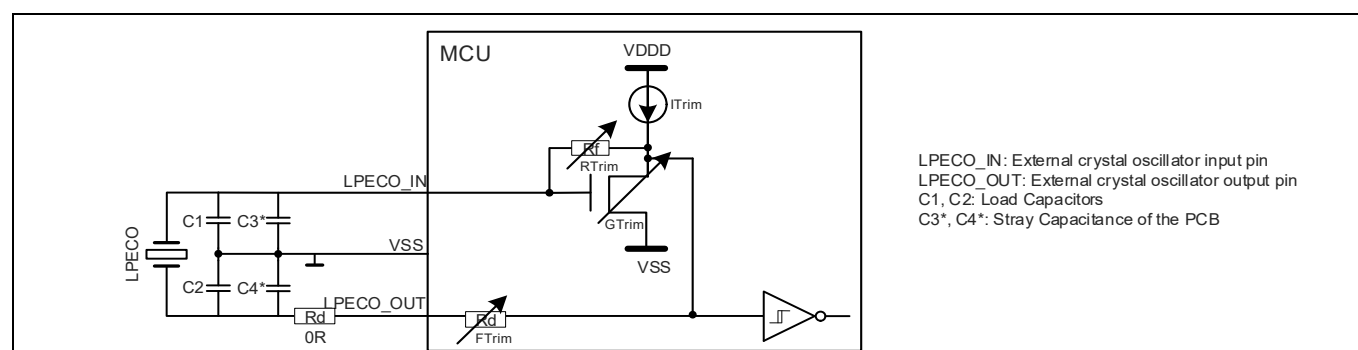 MCU
VDDD
ITrim
Rf
RTrim
LPECO_IN
C1
C3*
GTrim
VSS
VSS
LPECO
C2
C4*
LPECO_OUT
Rd
0R
Rd
FTrim
LPECO_IN: External crystal oscillator input pin
LPECO_OUT: External crystal oscillator output pin
C1, C2: Load Capacitors
C3*, C4*: Stray Capacitance of the PCB